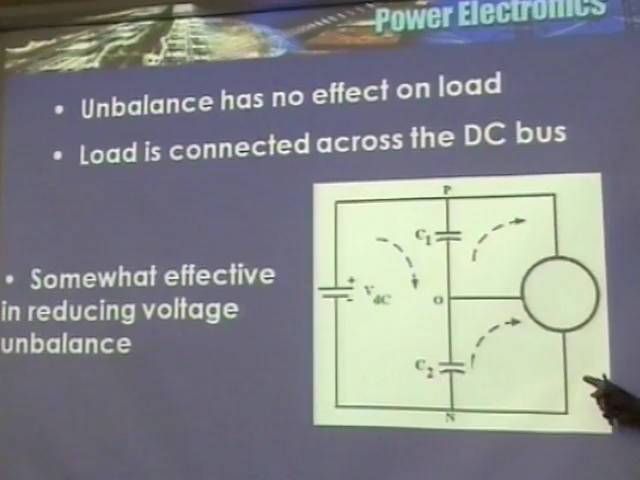 Power Electronics
• Unbalance has no effect on load
• Load is connected across the DC bus
• Somewhat effective
in reducing voltage
unbalance
P
C1
+
-
Vdc
O
C2
N